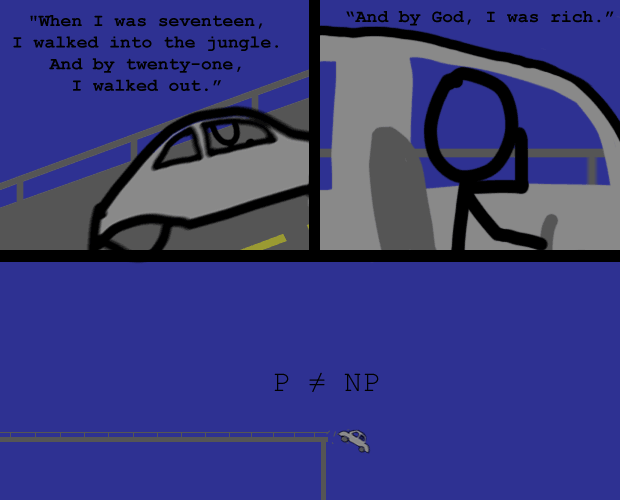 "When I was seventeen,
I walked into the jungle.
And by twenty-one,
I walked out.”
“And by God, I was rich.”
P ≠ NP